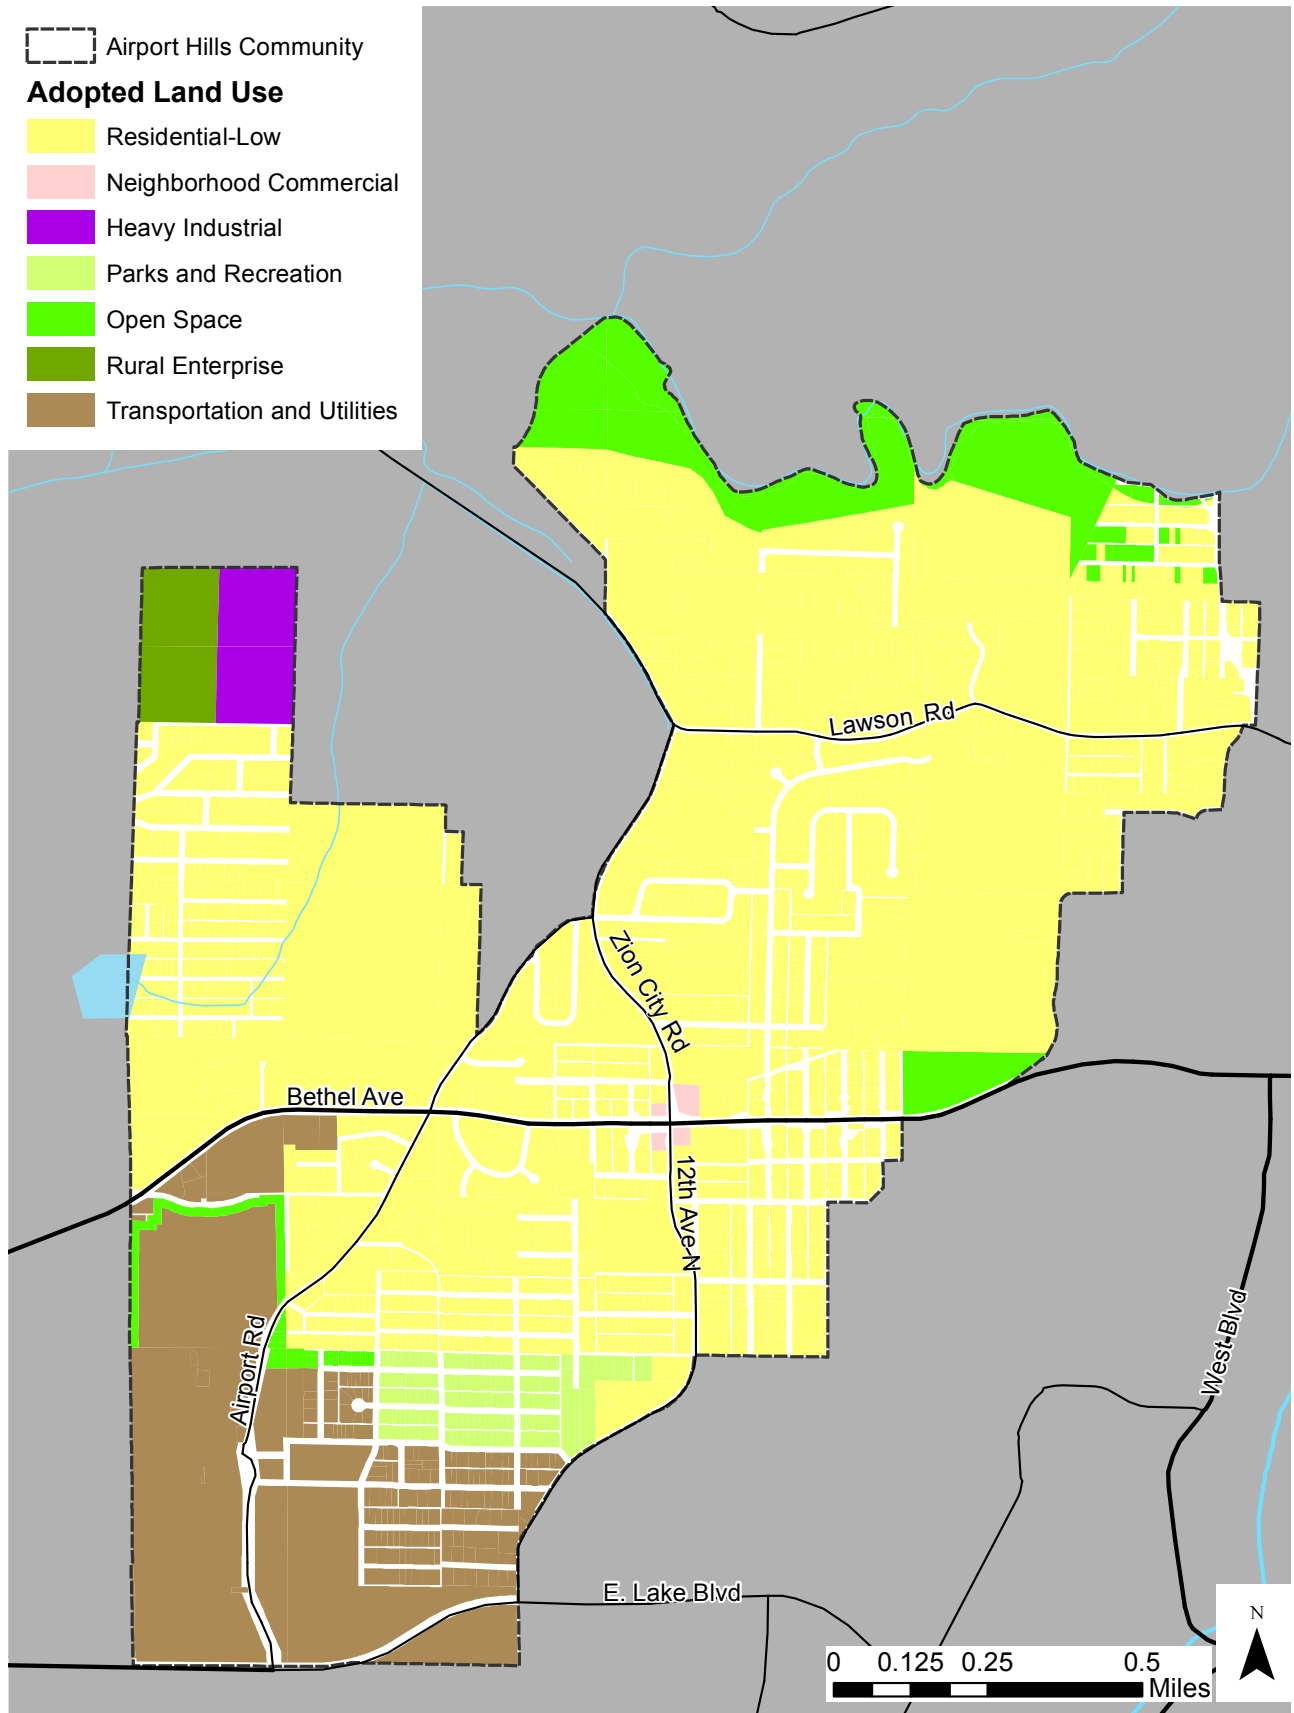 Airport Hills Community
Adopted Land Use
Residential-Low
Neighborhood Commercial
Heavy Industrial
Parks and Recreation
Open Space
Rural Enterprise
Transportation and Utilities
Lawson Rd
Zion City Rd
Bethel Ave
12th Ave N
West Blvd
Airport Rd
E. Lake Blvd
N
0 0.125 0.25 0.5
Miles